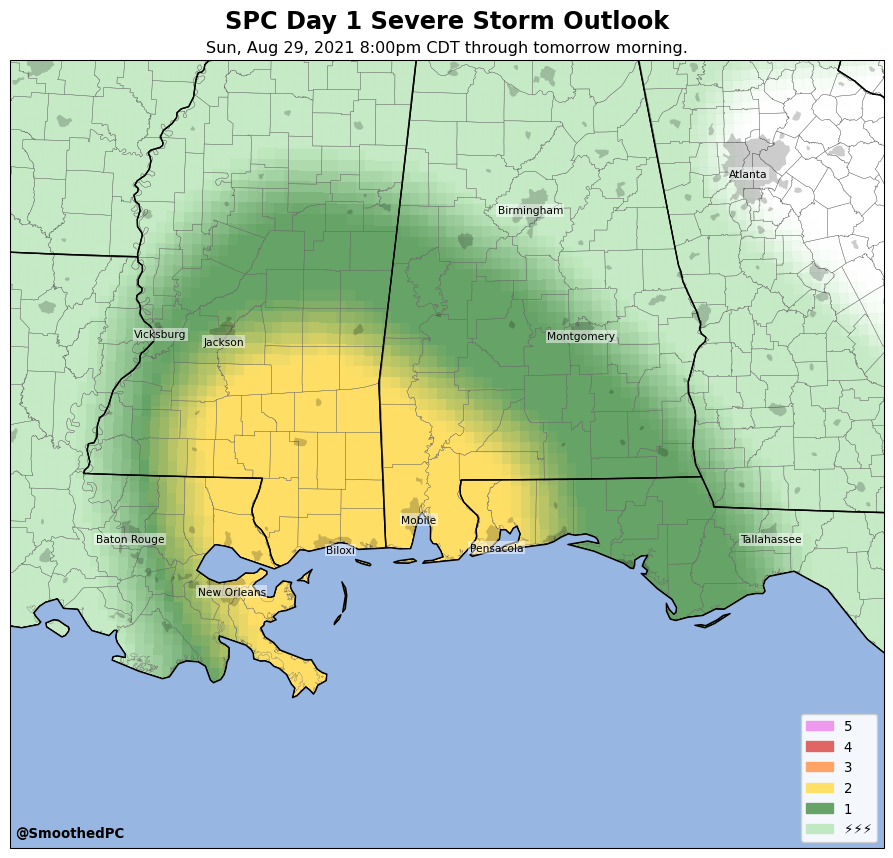 SPC Day 1 Severe Storm Outlook
Sun, Aug 29, 2021 8:00pm CDT through tomorrow morning.
Atlanta
Birmingham
Vicksburg
Jackson
Montgomery
Mobile
Baton Rouge
Biloxi
Pensacola
Tallahassee
New Orleans
5
4
3
2
1
⚡⚡⚡
@SmoothedPC